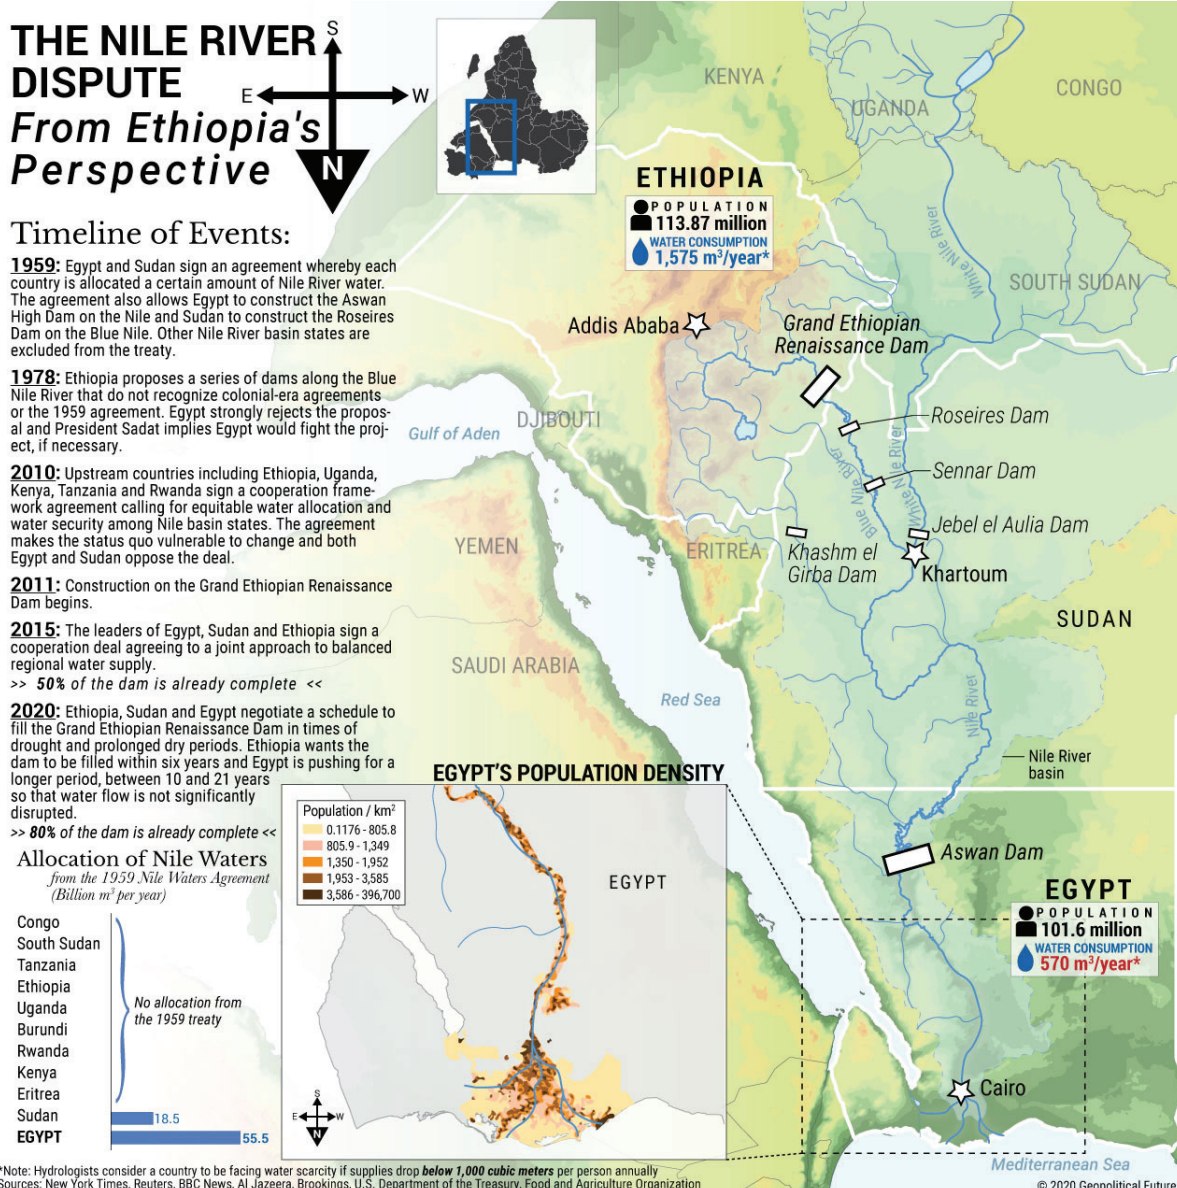 THE NILE RIVER
DISPUTE
From Ethiopia's
Perspective
S
E
W
N
Timeline of Events:
1959: Egypt and Sudan sign an agreement whereby each
country is allocated a certain amount of Nile River water.
The agreement also allows Egypt to construct the Aswan
High Dam on the Nile and Sudan to construct the Roseires
Dam on the Blue Nile. Other Nile River basin states are
excluded from the treaty.
1978: Ethiopia proposes a series of dams along the Blue
Nile River that do not recognize colonial-era agreements
or the 1959 agreement. Egypt strongly rejects the propos-
al and President Sadat implies Egypt would fight the proj-
ect, if necessary.
2010: Upstream countries including Ethiopia, Uganda,
Kenya, Tanzania and Rwanda sign a cooperation frame-
work agreement calling for equitable water allocation and
water security among Nile basin states. The agreement
makes the status quo vulnerable to change and both
Egypt and Sudan oppose the deal.
2011: Construction on the Grand Ethiopian Renaissance
Dam begins.
2015: The leaders of Egypt, Sudan and Ethiopia sign a
cooperation deal agreeing to a joint approach to balanced
regional water supply.
>> 50% of the dam is already complete <<
2020: Ethiopia, Sudan and Egypt negotiate a schedule to
fill the Grand Ethiopian Renaissance Dam in times of
drought and prolonged dry periods. Ethiopia wants the
dam to be filled within six years and Egypt is pushing for a
longer period, between 10 and 21 years
so that water flow is not significantly
disrupted.
>> 80% of the dam is already complete <<
Allocation of Nile Waters
from the 1959 Nile Waters Agreement
(Billion m³ per year)
Congo
South Sudan
Tanzania
Ethiopia
Uganda
Burundi
Rwanda
Kenya
Eritrea
No allocation from
the 1959 treaty
Sudan 18.5
EGYPT 55.5
EGYPT'S POPULATION DENSITY
Population / km²
0.1176 - 805.8
805.9 - 1,349
1,350 - 1,952
1,953 - 3,585
3,586 - 396,700
EGYPT
S
E
W
N
KENYA
UGANDA
CONGO
ETHIOPIA
POPULATION
113.87 million
WATER CONSUMPTION
1,575 m³/year*
White Nile River
SOUTH SUDAN
Addis Ababa
Grand Ethiopian
Renaissance Dam
DJIBOUTI
Gulf of Aden
Roseires Dam
Blue Nile River
White Nile River
Sennar Dam
Jebel el Aulia Dam
YEMEN
ERITREA
Khashm el
Girba Dam
Khartoum
SUDAN
SAUDI ARABIA
Red Sea
Nile River
Nile River
basin
Aswan Dam
EGYPT
POPULATION
101.6 million
WATER CONSUMPTION
570 m³/year*
Cairo
Mediterranean Sea
*Note: Hydrologists consider a country to be facing water scarcity if supplies drop below 1,000 cubic meters per person annually
Sources: New York Times, Reuters, BBC News, Al Jazeera, Brookings, U.S. Department of the Treasury, Food and Agriculture Organization
© 2020 Geopolitical Future